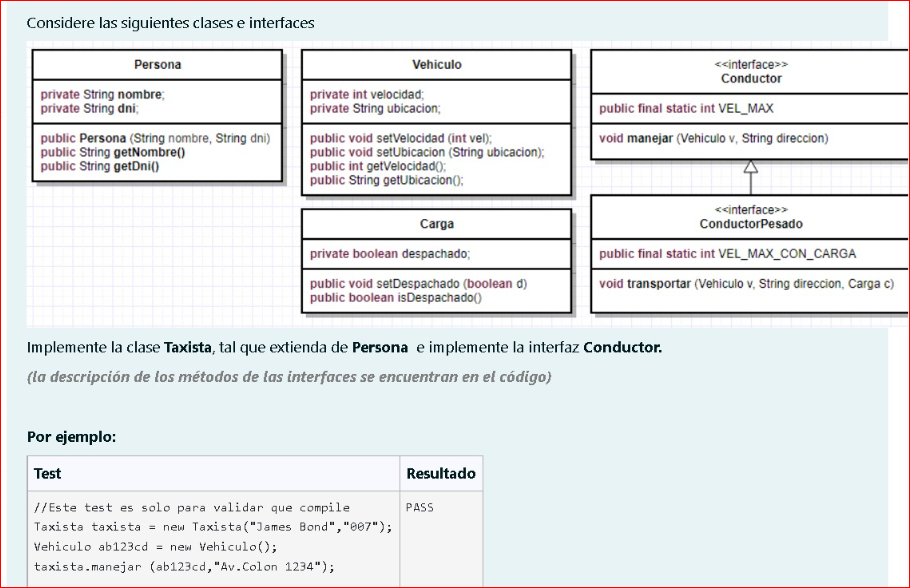 Considere las siguientes clases e interfaces
Persona
private String nombre;
private String dni;
public Persona (String nombre, String dni)
public String getNombre()
public String getDni()
Vehiculo
private int velocidad;
private String ubicacion;
public void setVelocidad (int vel);
public void setUbicacion (String ubicacion);
public int getVelocidad();
public String getUbicacion();
Carga
private boolean despachado;
public void setDespachado (boolean d)
public boolean isDespachado()
<<interface>>
Conductor
public final static int VEL_MAX
void manejar (Vehiculo v, String direccion)
<<interface>>
ConductorPesado
public final static int VEL_MAX_CON_CARGA
void transportar (Vehiculo v, String direccion, Carga c)
Implemente la clase Taxista, tal que extienda de Persona e implemente la interfaz Conductor.
(la descripción de los métodos de las interfaces se encuentran en el código)
Por ejemplo:
Test Resultado
//Este test es solo para validar que compile PASS
Taxista taxista = new Taxista("James Bond","007");
Vehiculo ab123cd = new Vehiculo();
taxista.manejar (ab123cd,"Av.Colon 1234");